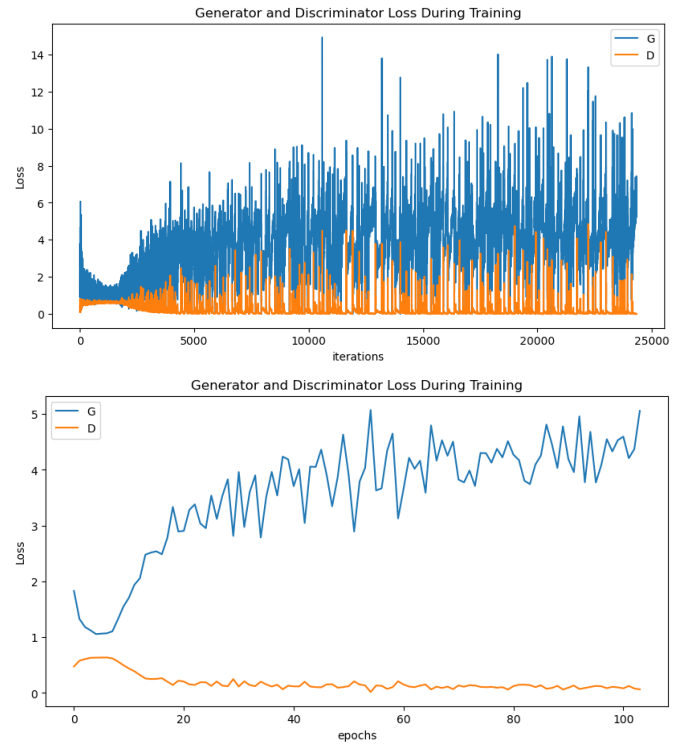 Generator and Discriminator Loss During Training
G
D
14
12
10
8
6
4
2
0
Loss
0 5000 10000 15000 20000 25000
iterations
Generator and Discriminator Loss During Training
G
D
5
4
3
2
1
0
Loss
0 20 40 60 80 100
epochs